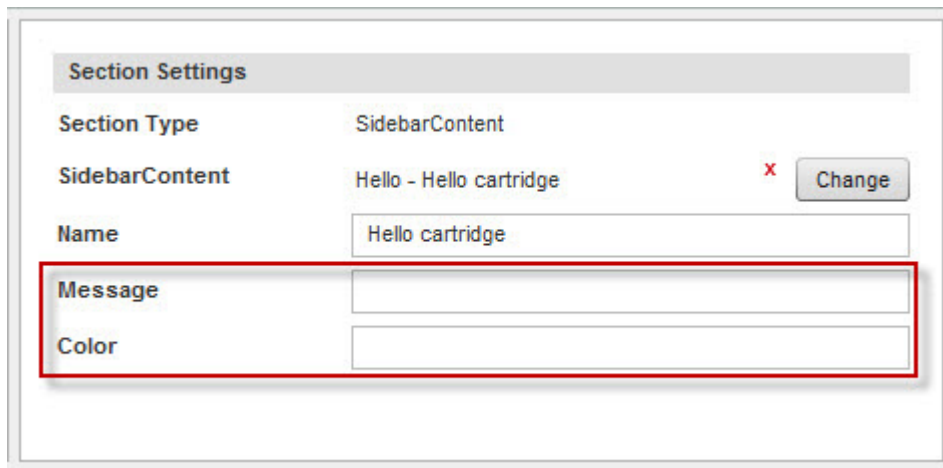 Section Settings
Section Type SidebarContent
SidebarContent Hello - Hello cartridge x Change
Name Hello cartridge
Message
Color